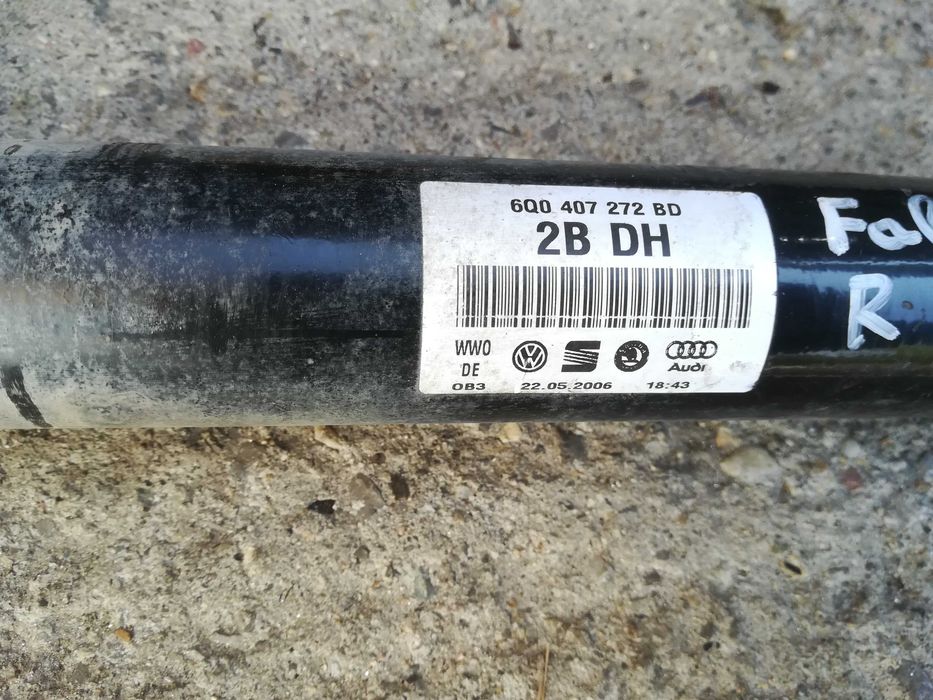 6Q0 407 272 BD
2B DH
WWO
DE
Audi
OB3 22.05.2006 18:43
R